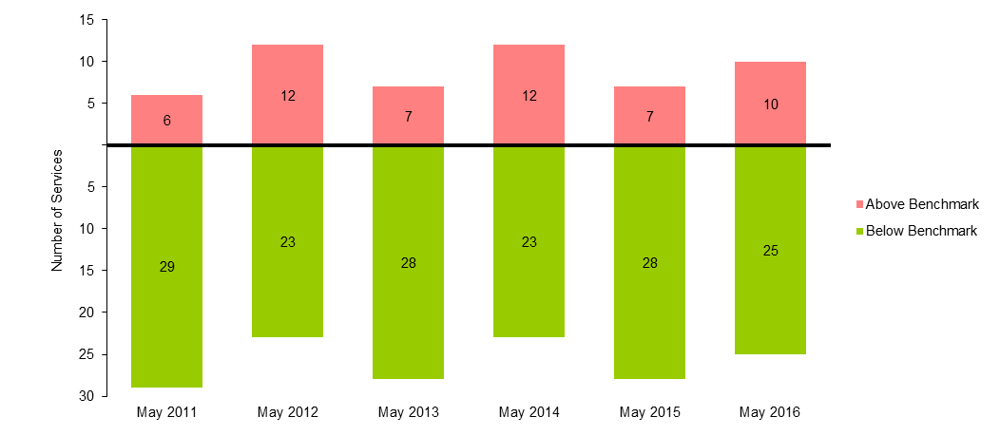 15
10
5
5
10
15
20
25
30
Number of Services
6
12
7
12
7
10
29
23
28
23
28
25
May 2011
May 2012
May 2013
May 2014
May 2015
May 2016
Above Benchmark
Below Benchmark